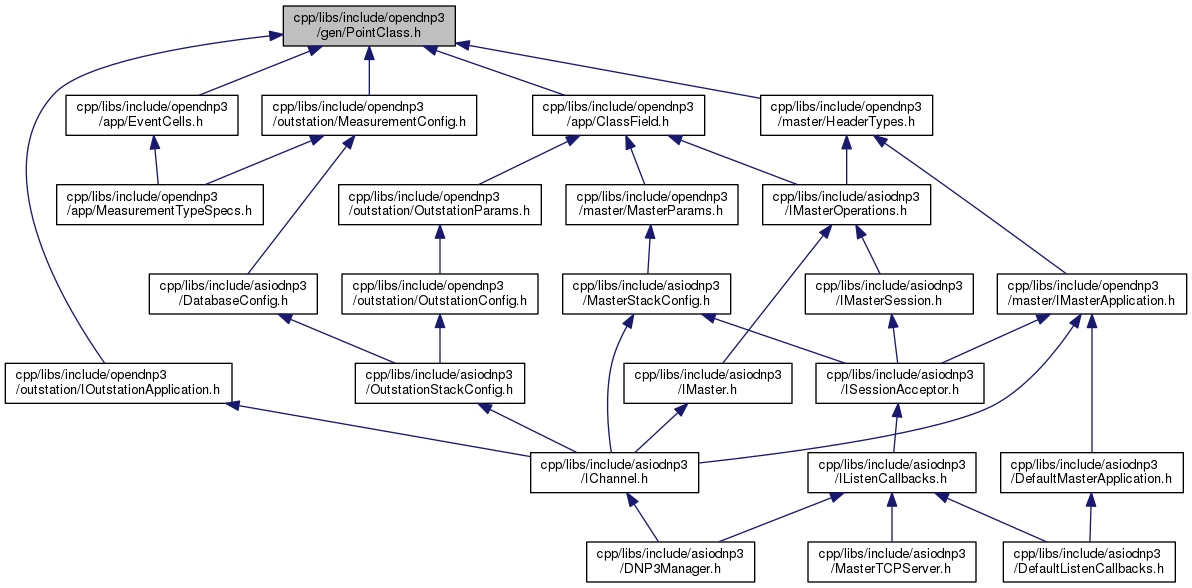 cpp/libs/include/opendnp3
/gen/PointClass.h
cpp/libs/include/opendnp3
/app/EventCells.h
cpp/libs/include/opendnp3
/outstation/MeasurementConfig.h
cpp/libs/include/opendnp3
/app/ClassField.h
cpp/libs/include/opendnp3
/master/HeaderTypes.h
cpp/libs/include/opendnp3
/app/MeasurementTypeSpecs.h
cpp/libs/include/opendnp3
/outstation/OutstationParams.h
cpp/libs/include/opendnp3
/master/MasterParams.h
cpp/libs/include/asiodnp3
/IMasterOperations.h
cpp/libs/include/asiodnp3
/DatabaseConfig.h
cpp/libs/include/opendnp3
/outstation/OutstationConfig.h
cpp/libs/include/asiodnp3
/MasterStackConfig.h
cpp/libs/include/asiodnp3
/IMasterSession.h
cpp/libs/include/opendnp3
/master/IMasterApplication.h
cpp/libs/include/opendnp3
/outstation/IOutstationApplication.h
cpp/libs/include/asiodnp3
/OutstationStackConfig.h
cpp/libs/include/asiodnp3
/IMaster.h
cpp/libs/include/asiodnp3
/ISessionAcceptor.h
cpp/libs/include/asiodnp3
/IChannel.h
cpp/libs/include/asiodnp3
/IListenCallbacks.h
cpp/libs/include/asiodnp3
/DefaultMasterApplication.h
cpp/libs/include/asiodnp3
/DNP3Manager.h
cpp/libs/include/asiodnp3
/MasterTCPServer.h
cpp/libs/include/asiodnp3
/DefaultListenCallbacks.h